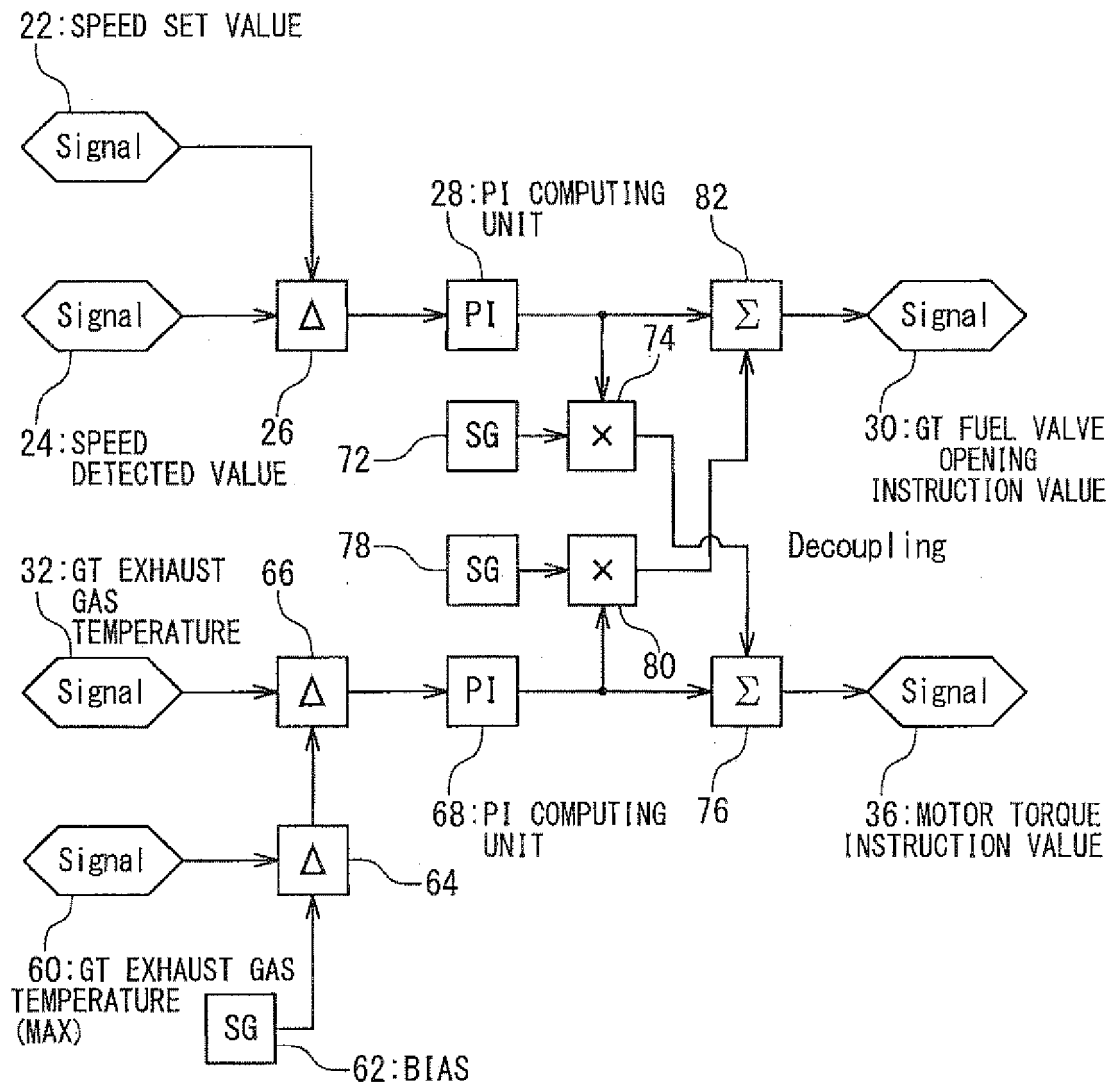 22:SPEED SET VALUE
Signal
28:PI COMPUTING
UNIT
82
Signal
Δ
PI
Σ
Signal
74
24:SPEED
DETECTED VALUE
26
SG
×
72
30:GT FUEL VALVE
OPENING
INSTRUCTION VALUE
78
SG
×
Decoupling
32:GT EXHAUST
GAS
TEMPERATURE
66
80
Signal
Δ
PI
Σ
Signal
68:PI COMPUTING
UNIT
76
36:MOTOR TORQUE
INSTRUCTION VALUE
Signal
Δ
64
60:GT EXHAUST GAS
TEMPERATURE
(MAX)
SG
62:BIAS